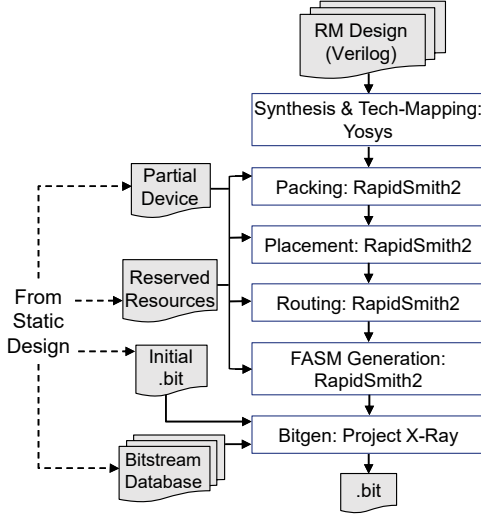 RM Design
(Verilog)
Synthesis & Tech-Mapping:
Yosys
Partial
Device
Packing: RapidSmith2
Placement: RapidSmith2
Reserved
Resources
From
Static
Design
Routing: RapidSmith2
Initial
.bit
FASM Generation:
RapidSmith2
Bitgen: Project X-Ray
Bitstream
Database
.bit